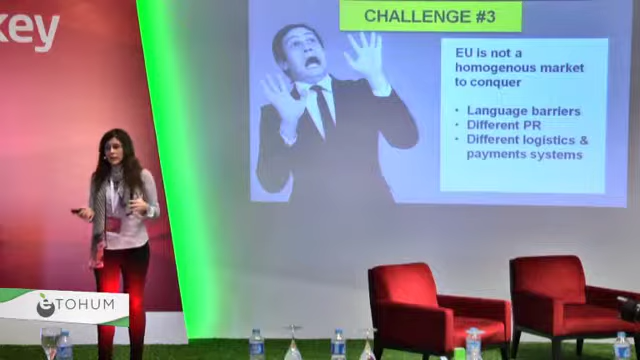 key
CHALLENGE #3
EU is not a
homogenous market
to conquer
• Language barriers
• Different PR
• Different logistics &
payments systems
eTOHUM